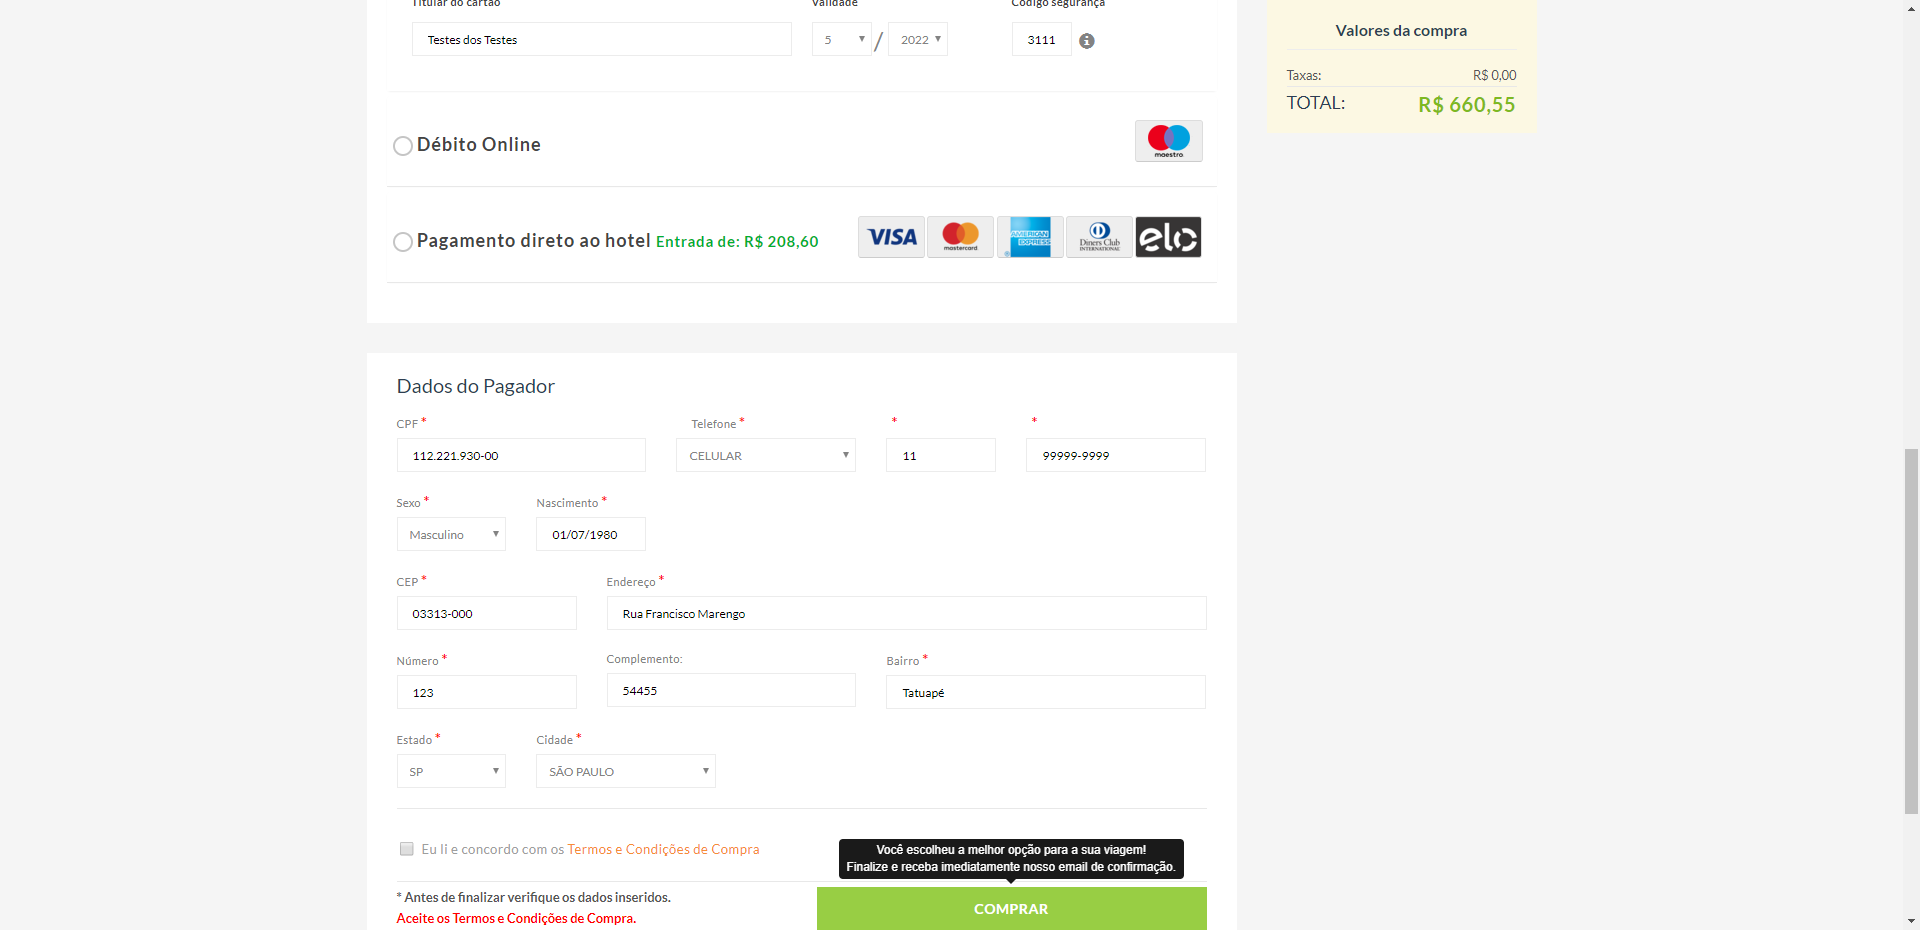 Titular do cartão
Validade
Código segurança
Testes dos Testes
5
/
2022
3111
Débito Online
maestro
Pagamento direto ao hotel Entrada de: R$ 208,60
VISA
mastercard
AMERICAN EXPRESS
Diners Club
INTERNATIONAL
elo
Dados do Pagador
CPF *
Telefone *
*
*
112.221.930-00
CELULAR
11
99999-9999
Sexo *
Nascimento *
Masculino
01/07/1980
CEP *
Endereço *
03313-000
Rua Francisco Marengo
Número *
Complemento:
Bairro *
123
54455
Tatuapé
Estado *
Cidade *
SP
SÃO PAULO
Eu li e concordo com os Termos e Condições de Compra
Você escolheu a melhor opção para a sua viagem!
Finalize e receba imediatamente nosso email de confirmação.
* Antes de finalizar verifique os dados inseridos.
Aceite os Termos e Condições de Compra.
COMPRAR
Valores da compra
Taxas:
R$ 0,00
TOTAL:
R$ 660,55